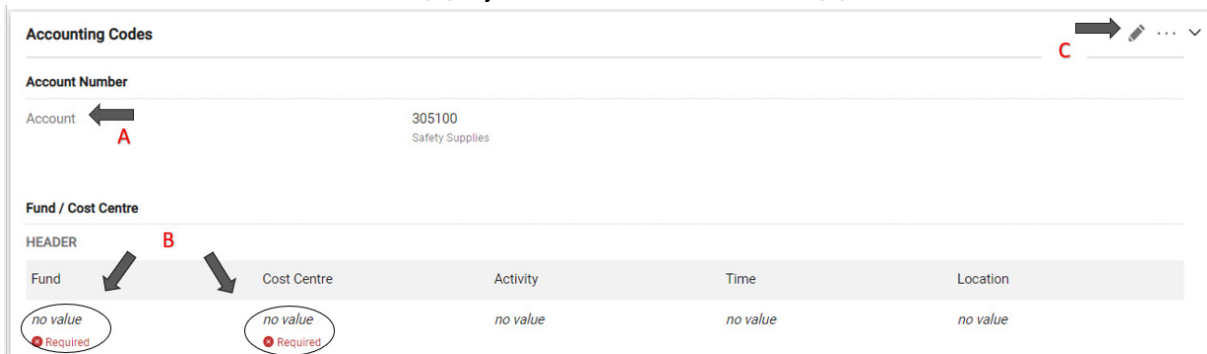 Accounting Codes
C
Account Number
Account
305100
A
Safety Supplies
Fund / Cost Centre
HEADER
B
Fund Cost Centre Activity Time Location
no value no value no value no value no value
Required Required